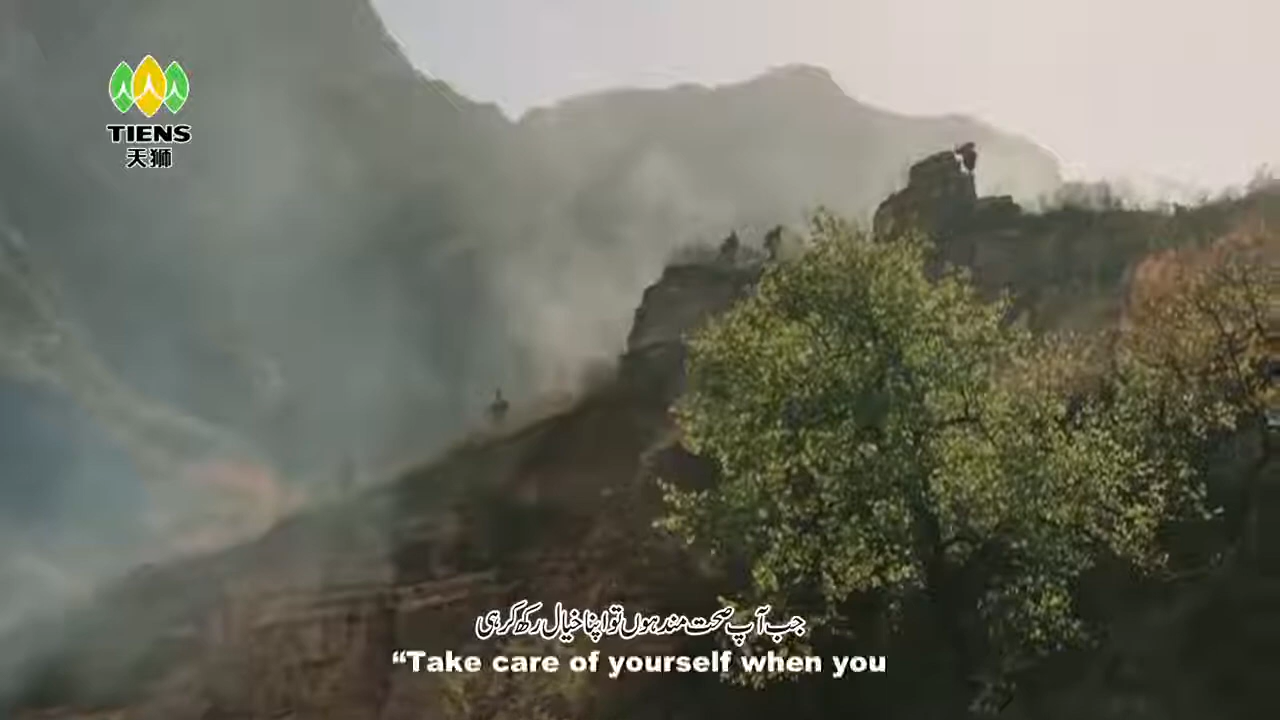 TIENS
天狮
جب آپ صحت مند ہوں تو اپنا خیال رکھ کر ہی
“Take care of yourself when you